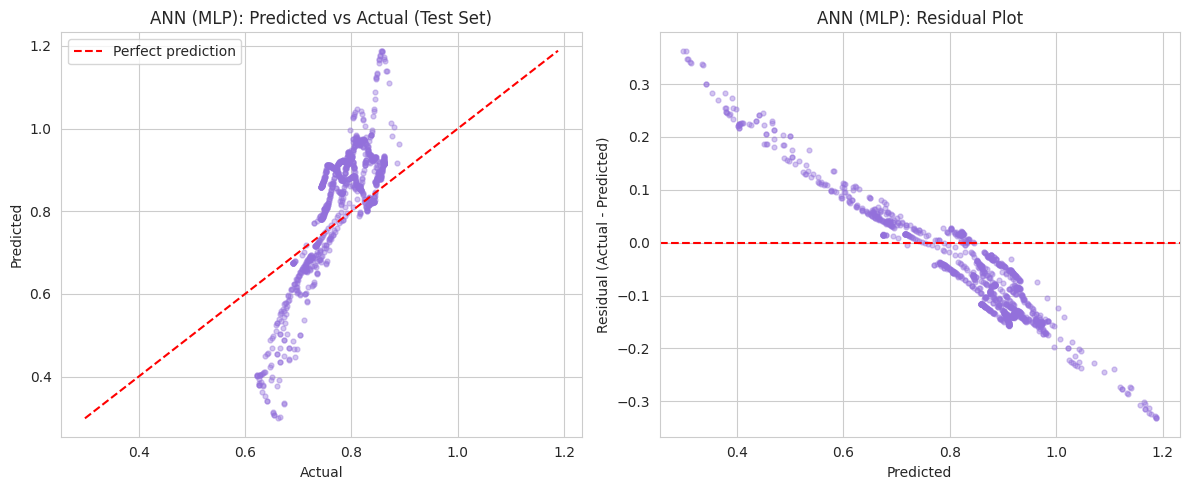 ANN (MLP): Predicted vs Actual (Test Set)
Perfect prediction
Predicted
1.2
1.0
0.8
0.6
0.4
0.4 0.6 0.8 1.0 1.2
Actual
ANN (MLP): Residual Plot
Residual (Actual - Predicted)
0.3
0.2
0.1
0.0
−0.1
−0.2
−0.3
0.4 0.6 0.8 1.0 1.2
Predicted